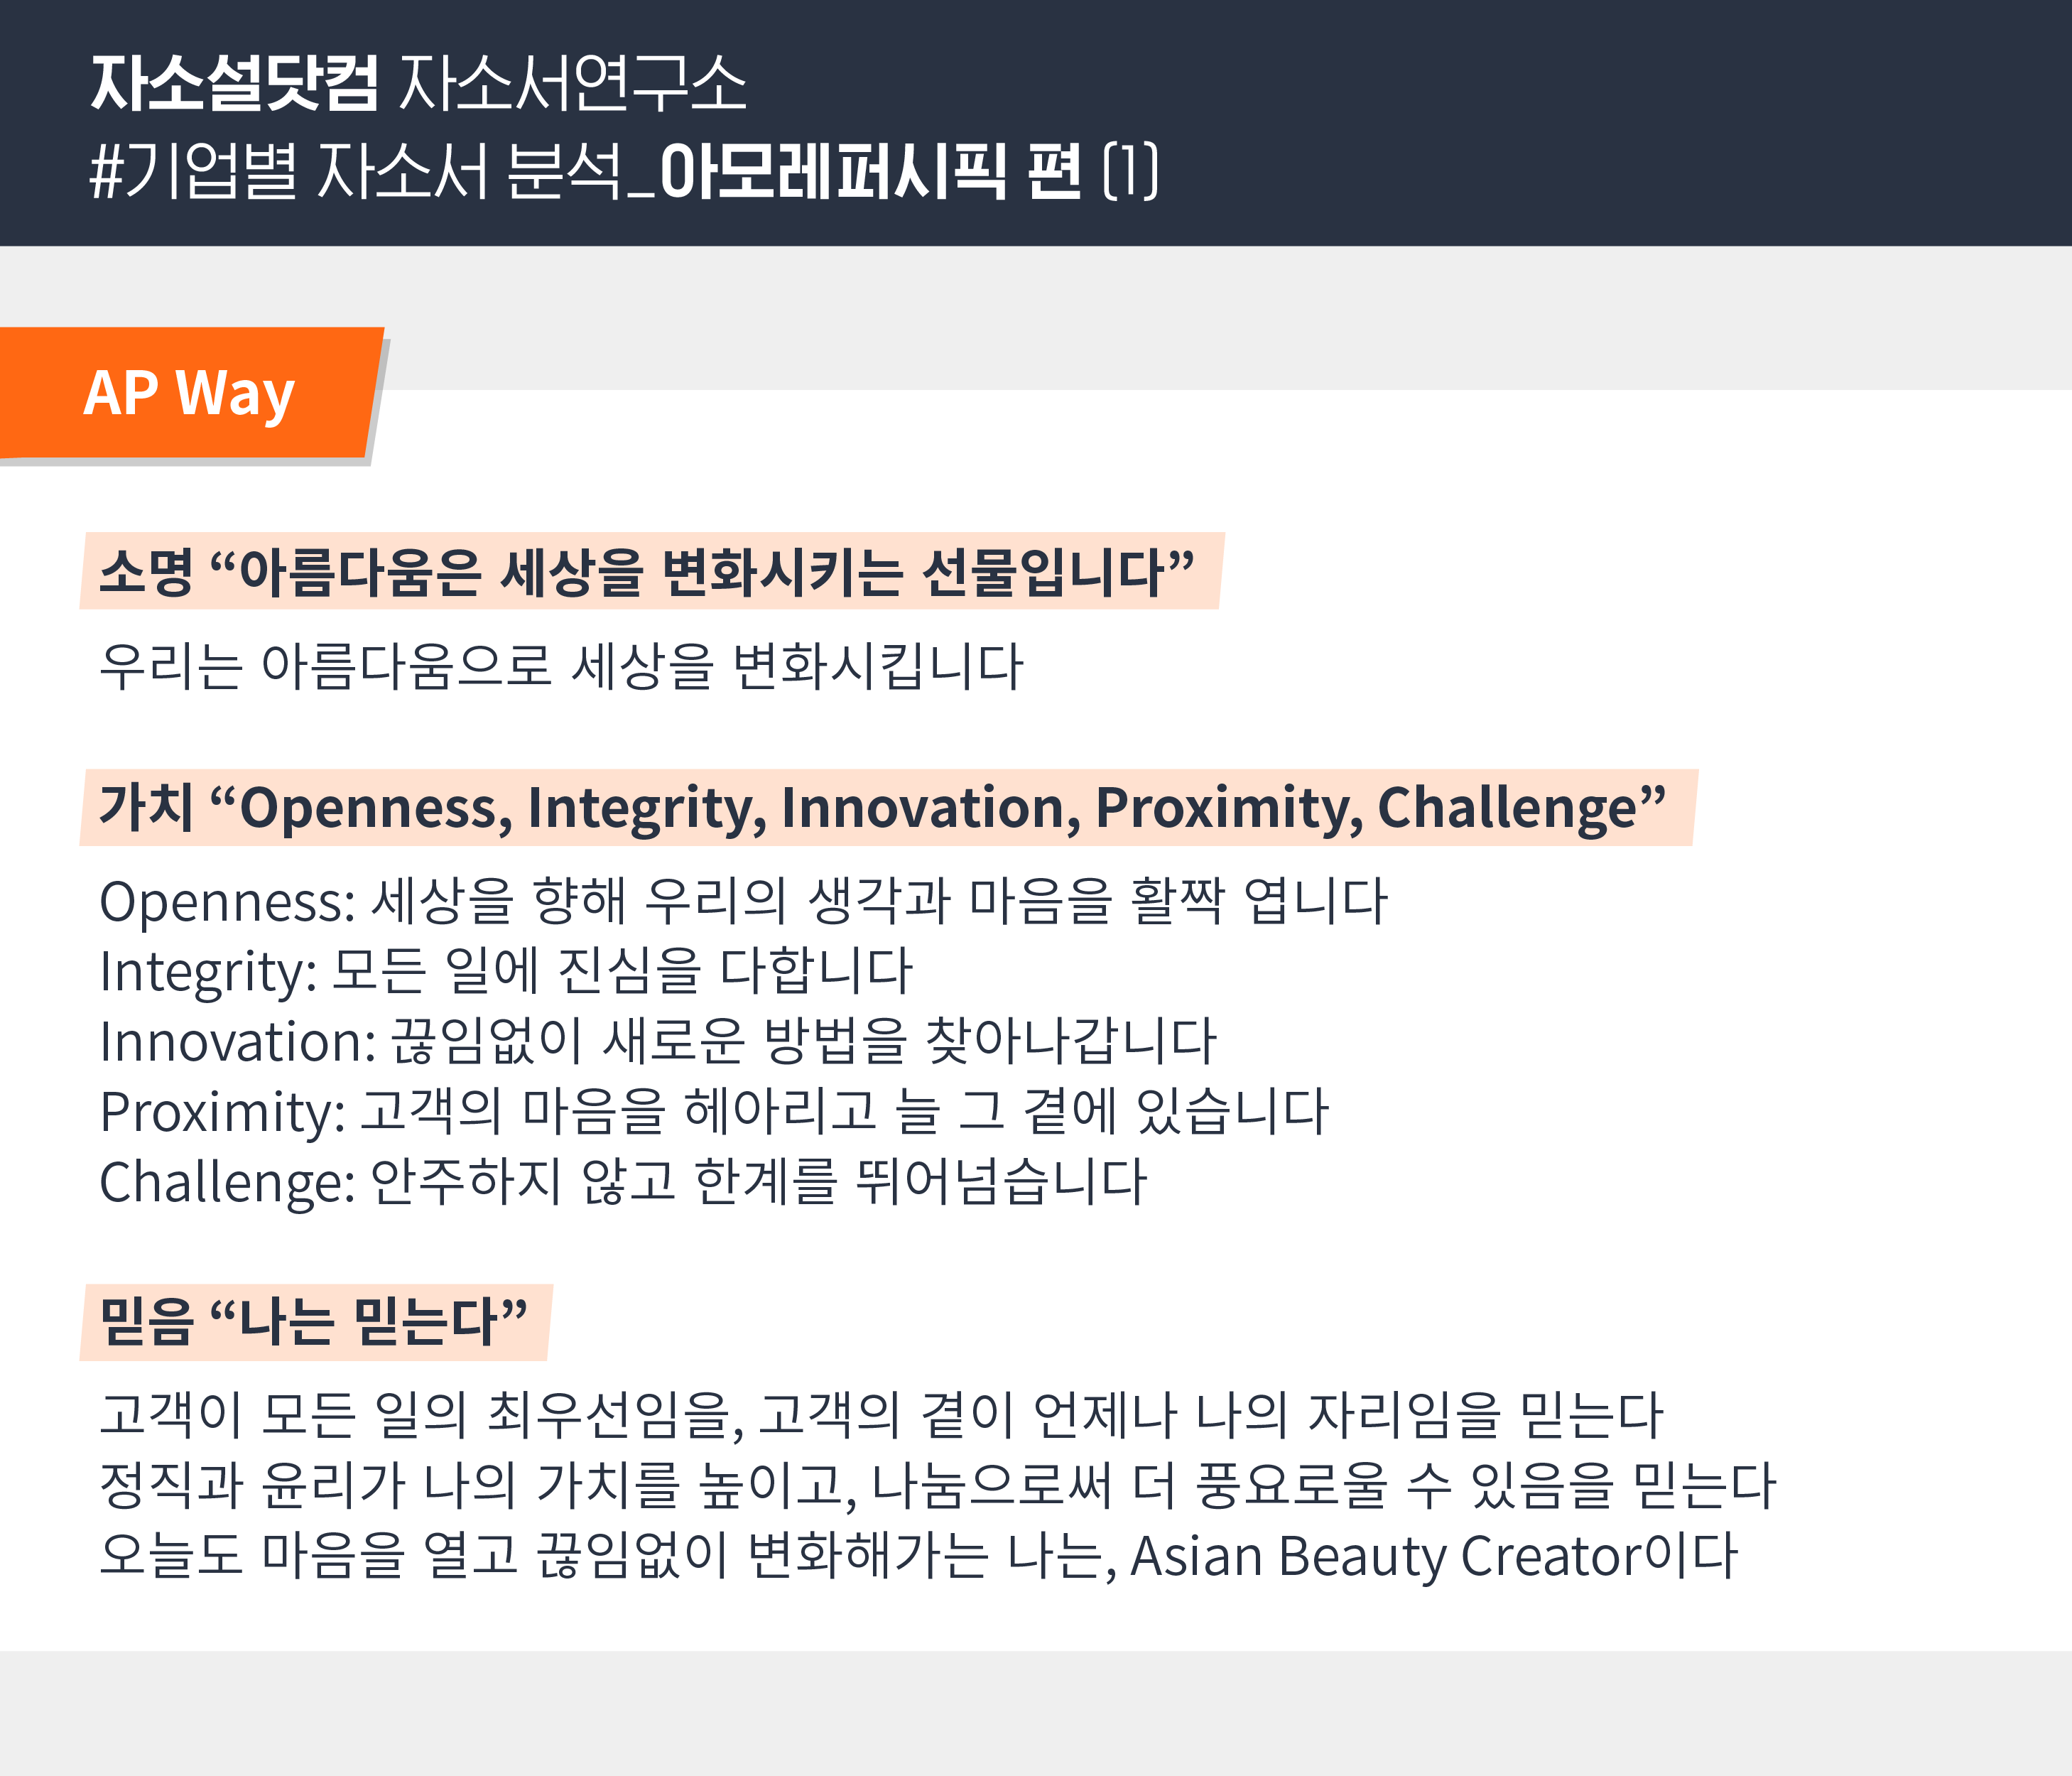 자소설닷컴 자소서연구소
#기업별 자소서 분석_아모레퍼시픽 편 (1)
AP Way
소명 “아름다움은 세상을 변화시키는 선물입니다”
우리는 아름다움으로 세상을 변화시킵니다
가치 “Openness, Integrity, Innovation, Proximity, Challenge”
Openness: 세상을 향해 우리의 생각과 마음을 활짝 엽니다
Integrity: 모든 일에 진심을 다합니다
Innovation: 끊임없이 새로운 방법을 찾아나갑니다
Proximity: 고객의 마음을 헤아리고 늘 그 곁에 있습니다
Challenge: 안주하지 않고 한계를 뛰어넘습니다
믿음 “나는 믿는다”
고객이 모든 일의 최우선임을, 고객의 곁이 언제나 나의 자리임을 믿는다
정직과 윤리가 나의 가치를 높이고, 나눔으로써 더 풍요로울 수 있음을 믿는다
오늘도 마음을 열고 끊임없이 변화해가는 나는, Asian Beauty Creator이다